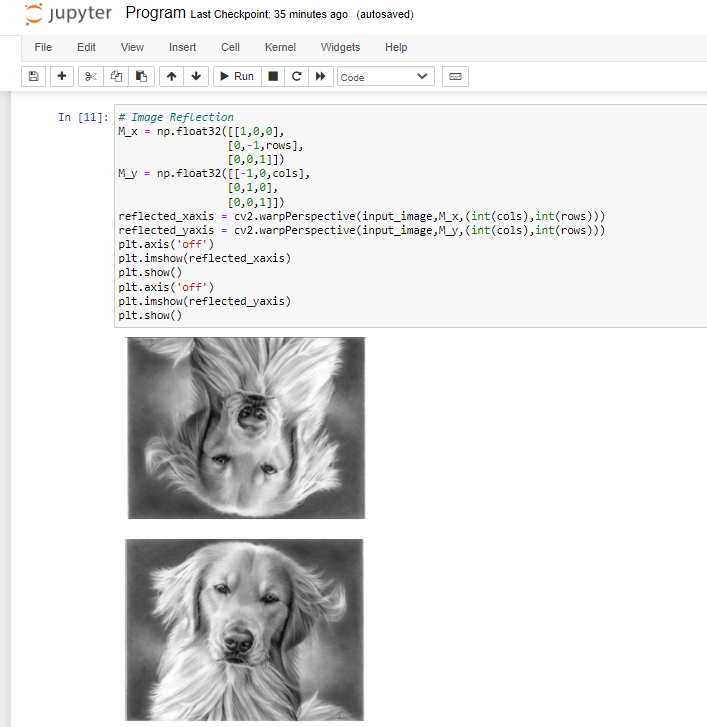 jupyter Program Last Checkpoint: 35 minutes ago (autosaved)
File Edit View Insert Cell Kernel Widgets Help
Run Code
In [11]: # Image Reflection
M_x = np.float32([[1,0,0],
[0,-1,rows],
[0,0,1]])
M_y = np.float32([[-1,0,cols],
[0,1,0],
[0,0,1]])
reflected_xaxis = cv2.warpPerspective(input_image,M_x,(int(cols),int(rows)))
reflected_yaxis = cv2.warpPerspective(input_image,M_y,(int(cols),int(rows)))
plt.axis('off')
plt.imshow(reflected_xaxis)
plt.show()
plt.axis('off')
plt.imshow(reflected_yaxis)
plt.show()